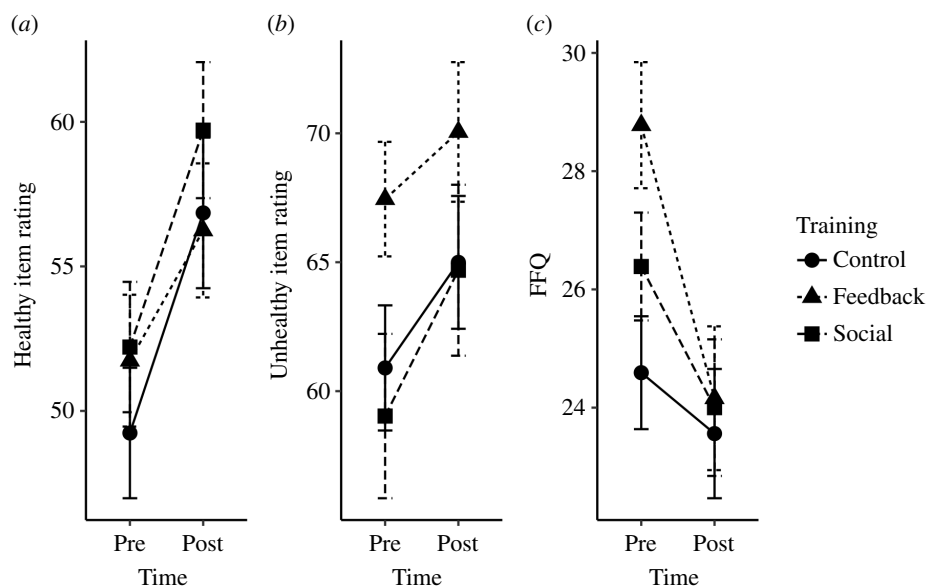 (a)
Healthy item rating
60
55
50
Pre Post
Time
(b)
Unhealthy item rating
70
65
60
Pre Post
Time
(c)
FFQ
30
28
26
24
Pre Post
Time
Training
Control
Feedback
Social